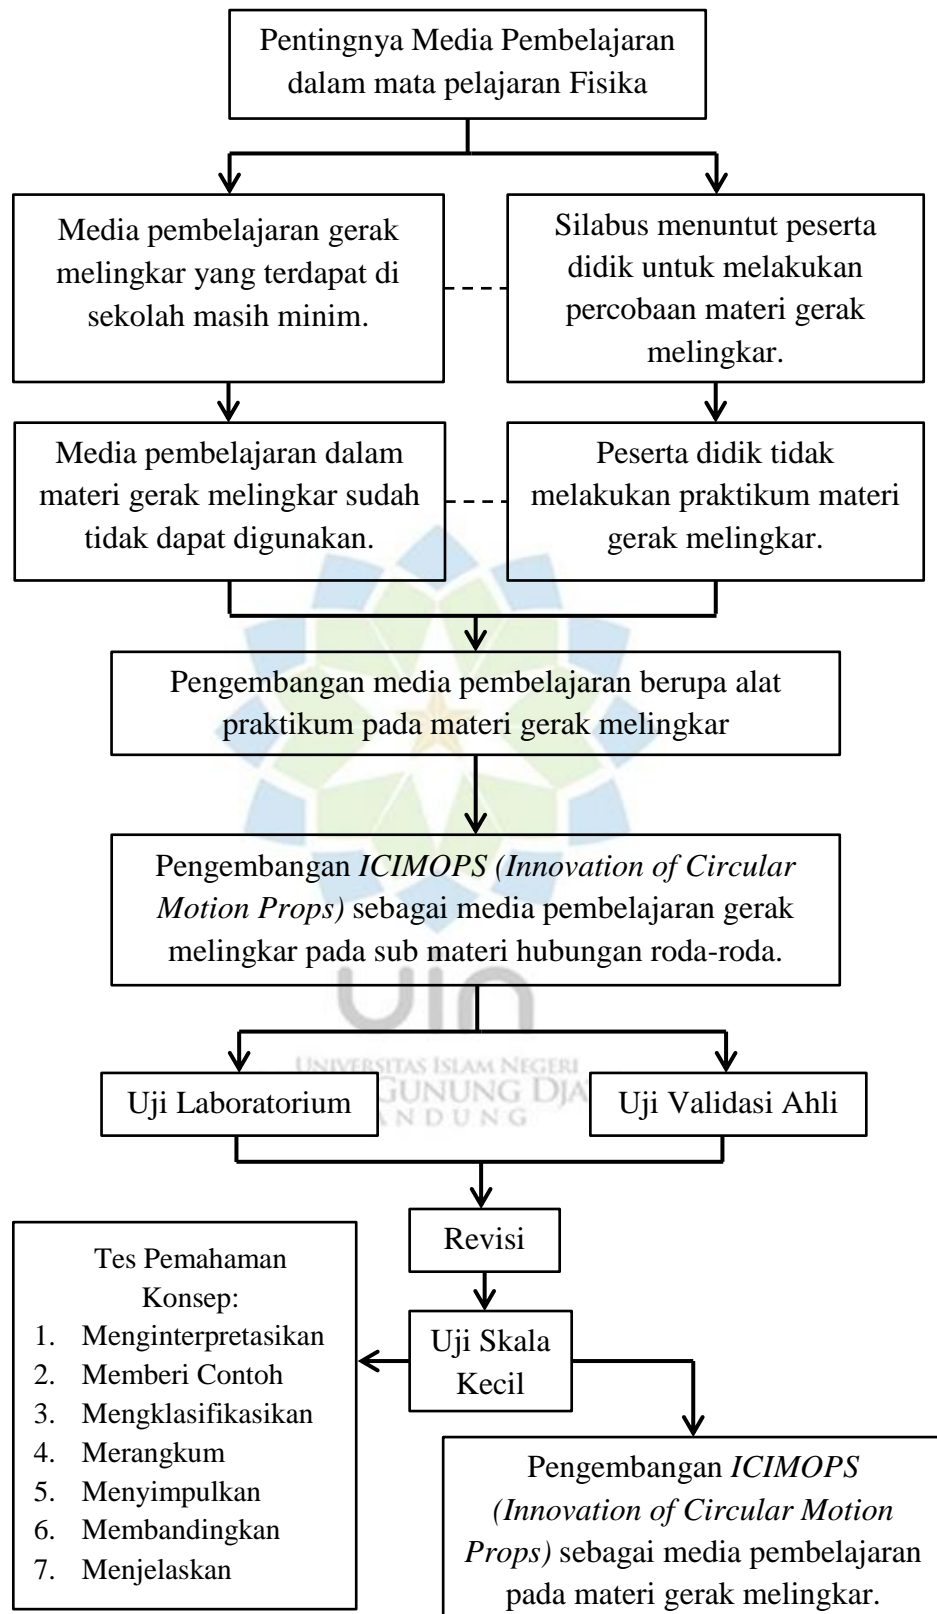 Pentingnya Media Pembelajaran
dalam mata pelajaran Fisika
Media pembelajaran gerak
melingkar yang terdapat di
sekolah masih minim.
Silabus menuntut peserta
didik untuk melakukan
percobaan materi gerak
melingkar.
Media pembelajaran dalam
materi gerak melingkar sudah
tidak dapat digunakan.
Peserta didik tidak
melakukan praktikum materi
gerak melingkar.
Pengembangan media pembelajaran berupa alat
praktikum pada materi gerak melingkar
Pengembangan ICIMOPS (Innovation of Circular
Motion Props) sebagai media pembelajaran gerak
melingkar pada sub materi hubungan roda-roda.
uin
UNIVERSITAS ISLAM NEGERI
GUNUNG DJA
ANDUNG
Uji Laboratorium
Uji Validasi Ahli
Revisi
Uji Skala
Kecil
Tes Pemahaman
Konsep:
1. Menginterpretasikan
2. Memberi Contoh
3. Mengklasifikasikan
4. Merangkum
5. Menyimpulkan
6. Membandingkan
7. Menjelaskan
Pengembangan ICIMOPS
(Innovation of Circular Motion
Props) sebagai media pembelajaran
pada materi gerak melingkar.